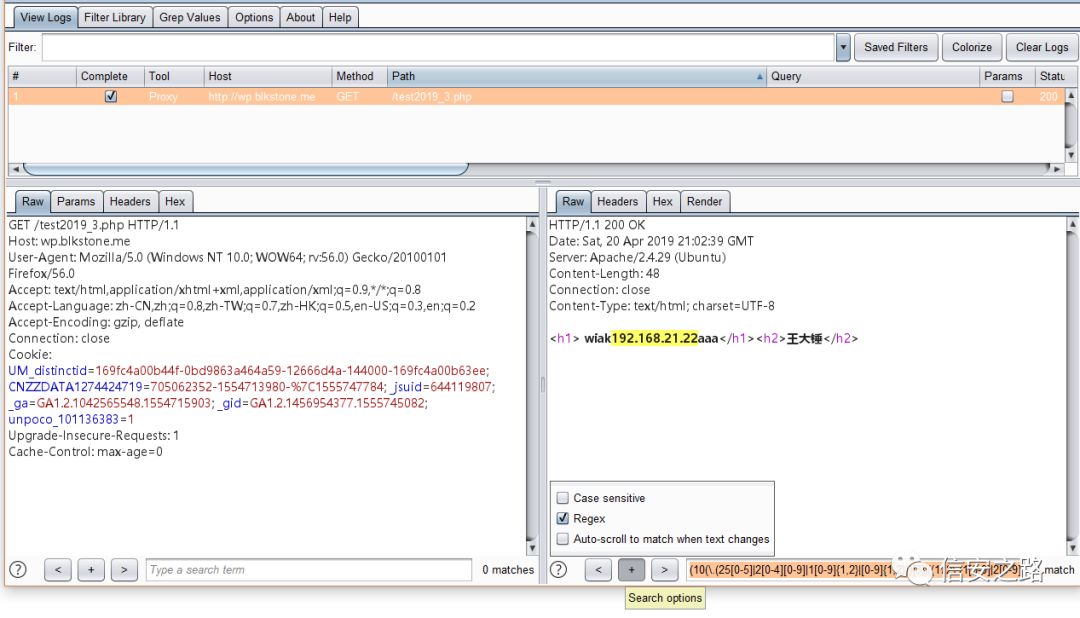 View Logs Filter Library Grep Values Options About Help
Filter: Saved Filters Colorize Clear Logs
# Complete Tool Host Method Path Query Params Statu
1 Proxy http://wp.blkstone.me GET /test2019_3.php 200
Raw Params Headers Hex
GET /test2019_3.php HTTP/1.1
Host: wp.blkstone.me
User-Agent: Mozilla/5.0 (Windows NT 10.0; WOW64; rv:56.0) Gecko/20100101
Firefox/56.0
Accept: text/html,application/xhtml+xml,application/xml;q=0.9,*/*;q=0.8
Accept-Language: zh-CN,zh;q=0.8,zh-TW;q=0.7,zh-HK;q=0.5,en-US;q=0.3,en;q=0.2
Accept-Encoding: gzip, deflate
Connection: close
Cookie:
UM_distinctid=169fc4a00b44f-0bd9863a464a59-12666d4a-144000-169fc4a00b63ee;
CNZZDATA1274424719=705062352-1554713980-%7C1555747784; _jsuid=644119807;
_ga=GA1.2.1042565548.1554715903; _gid=GA1.2.1456954377.1555745082;
unpoco_101136383=1
Upgrade-Insecure-Requests: 1
Cache-Control: max-age=0
? < + > Type a search term 0 matches
Raw Headers Hex Render
HTTP/1.1 200 OK
Date: Sat, 20 Apr 2019 21:02:39 GMT
Server: Apache/2.4.29 (Ubuntu)
Content-Length: 48
Connection: close
Content-Type: text/html; charset=UTF-8
<h1> wiak192.168.21.22aaa</h1><h2>王大锤</h2>
Case sensitive
Regex
Auto-scroll to match when text changes
? < + > (10(\.(25[0-5]|2[0-4][0-9]|1[0-9]{1,2}|[0-9]{1 match
信安之路
Search options